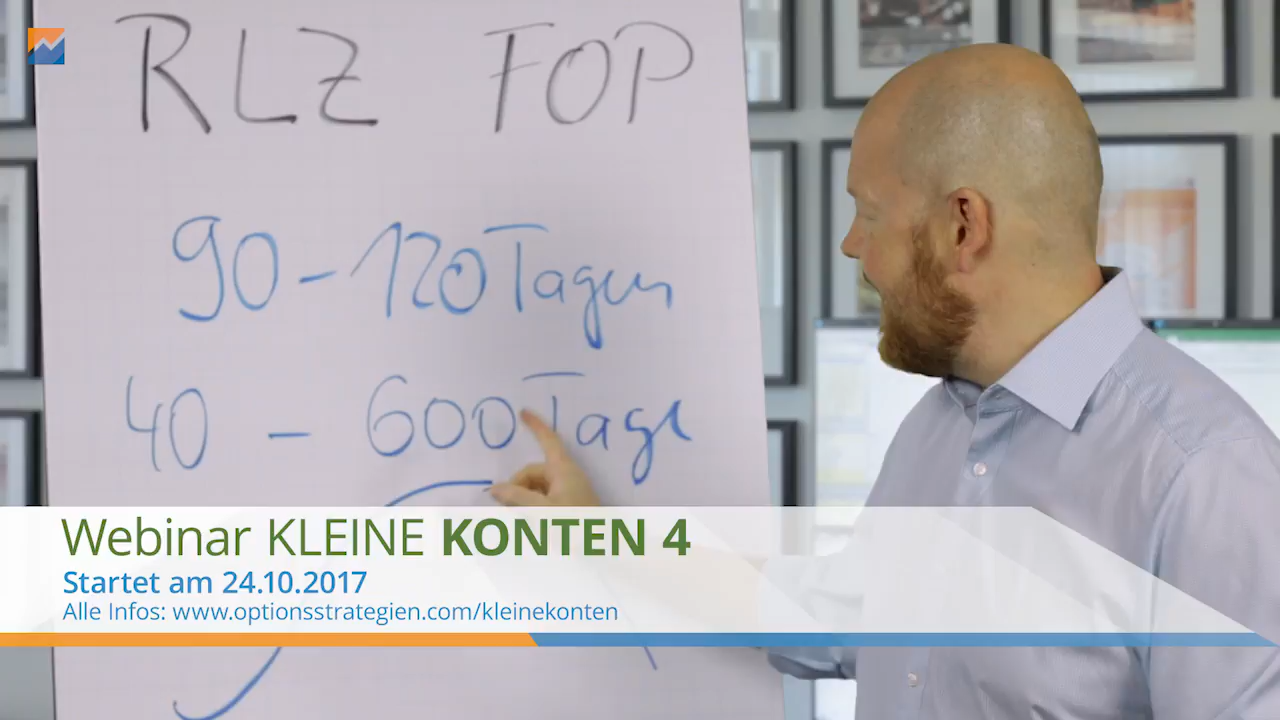 RLZ FOP
90 - 120 Tagen
40 - 600 Tage
Webinar KLEINE KONTEN 4
Startet am 24.10.2017
Alle Infos: www.optionsstrategien.com/kleinekonten